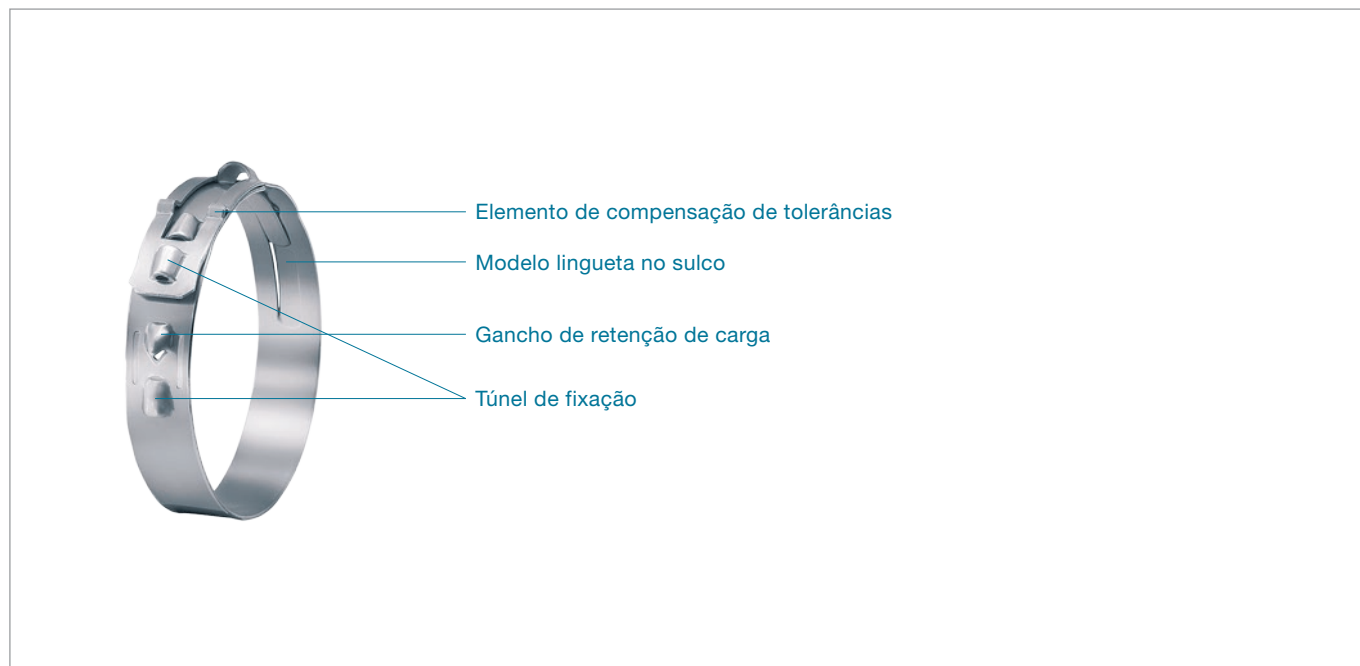 Elemento de compensação de tolerâncias
Modelo lingueta no sulco
Gancho de retenção de carga
Túnel de fixação